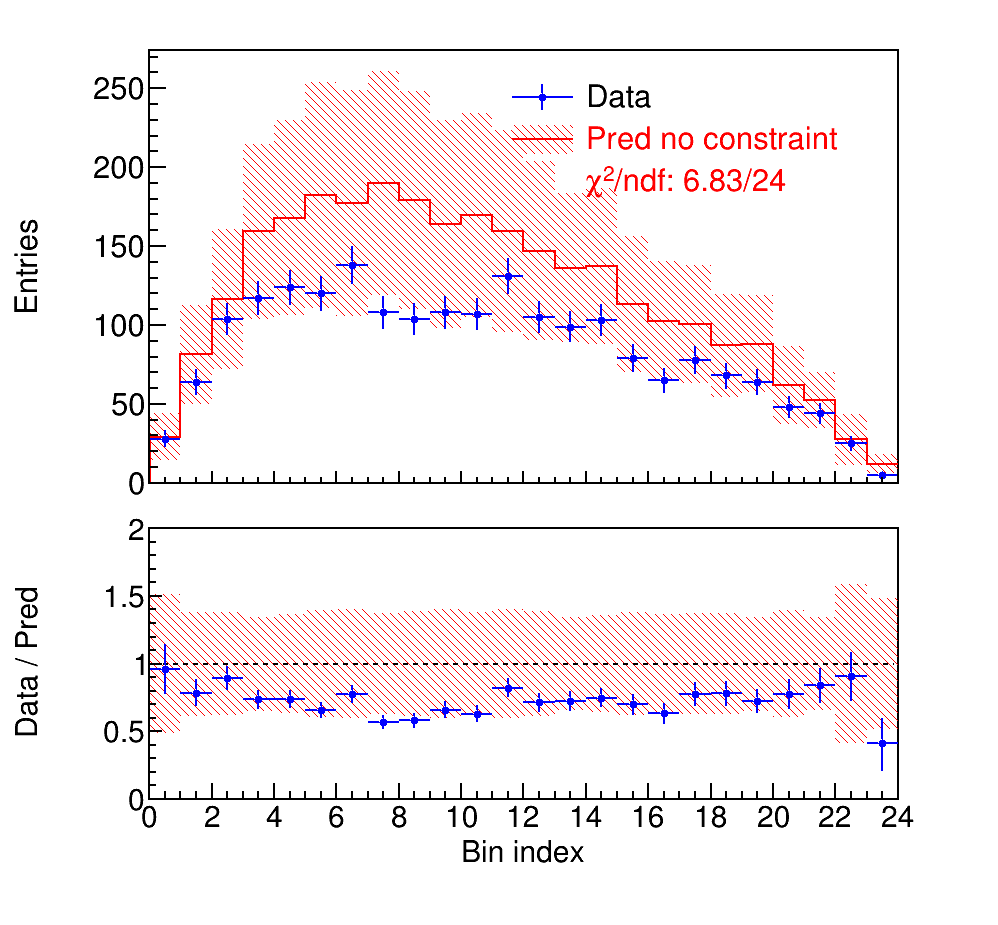 Entries
250
200
150
100
50
0
Data
Pred no constraint
χ²/ndf: 6.83/24
Data / Pred
2
1.5
1
0.5
0
0 2 4 6 8 10 12 14 16 18 20 22 24
Bin index